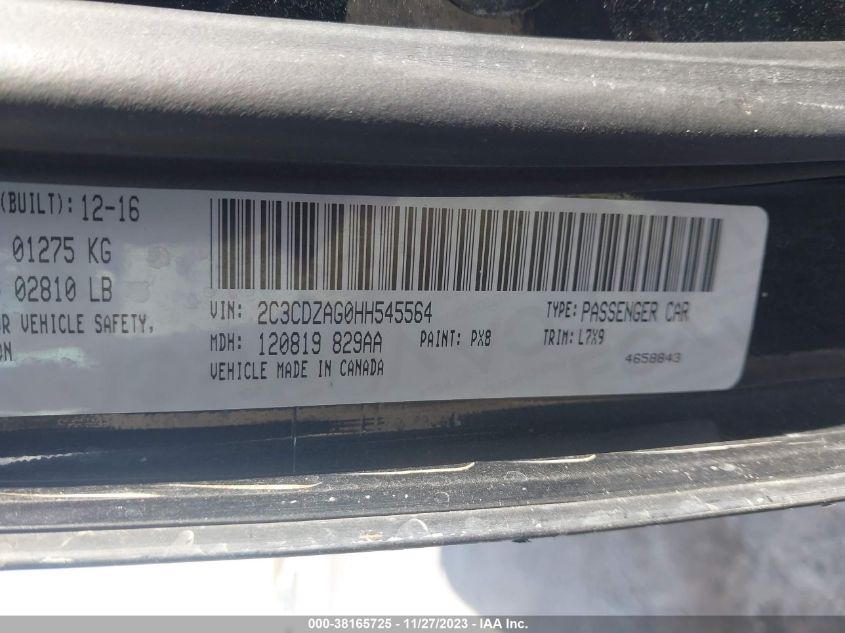 (BUILT): 12-16
01275 KG
02810 LB
VEHICLE SAFETY,
VIN: 2C3CDZAG0HH545564
TYPE: PASSENGER CAR
MDH: 120819 829AA
PAINT: PX8
TRIM: L7X9
VEHICLE MADE IN CANADA
4658843
000-38165725 - 11/27/2023 - IAA Inc.